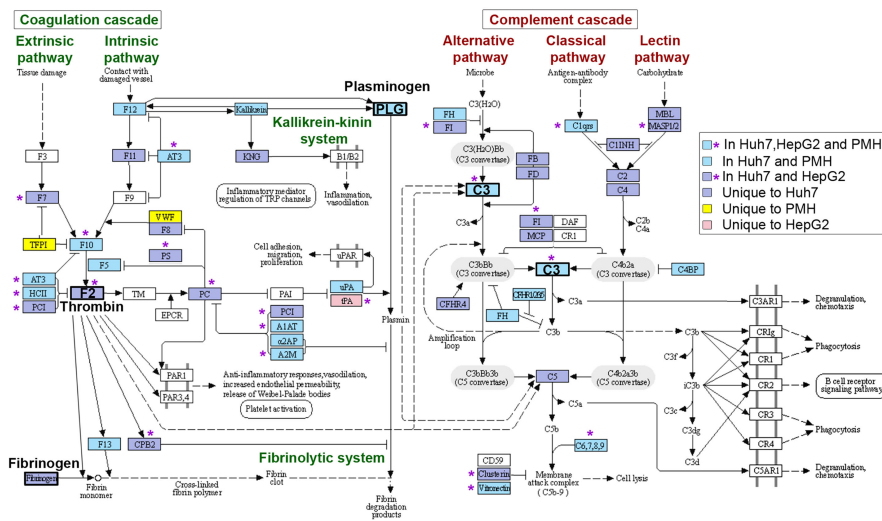 Coagulation cascade
Extrinsic pathway
Intrinsic pathway
Tissue damage
Contact with damaged vessel
Plasminogen
F12
Kallikrein
PLG
Kallikrein-kinin system
F3
F11
* AT3
KNG
B1/B2
* F7
F9
Inflammatory mediator regulation of TRP channels
Inflammation, vasodilation
VWF
F8
TFPI
* F10
* PS
Cell adhesion, migration, proliferation
uPAR
F5
AT3 *
HCII *
PCI *
* F2
Thrombin
TM
EPCR
PC *
PAI
uPA
tPA *
Plasmin
* PCI
* A1AT
α2AP
* A2M
PAR1
PAR3,4
Anti-inflammatory responses, vasodilation, increased endothelial permeability, release of Weibel-Palade bodies
Platelet activation
F13
* CPB2
Fibrinolytic system
Fibrinogen
Fibrinogen
Fibrin monomer
Cross-linked fibrin polymer
Fibrin clot
Fibrin degradation products
Complement cascade
Alternative pathway
Classical pathway
Lectin pathway
Microbe
Antigen-antibody complex
Carbohydrate
C3(H2O)
FH
* FI
* C1qrs
MBL
* MASP1/2
C3(H2O)Bb
(C3 convertase)
C1INH
FB
FD
C2
C4
* C3
C3a
* FI
DAF
MCP
CR1
C2b
C4a
C3bBb
(C3 convertase)
* C3
C4b2a
(C3 convertase)
C4BP
CFHR4
FH
C3a
C3b
Amplification loop
C3bBb3b
(C5 convertase)
C5
C4b2a3b
(C5 convertase)
C5a
C5b
* C6,7,8,9
CD59
* Clusterin
* Vitronectin
Membrane attack complex
( C5b-9 )
Cell lysis
C3b
C3f
iC3b
C3c
C3dg
C3d
C3AR1
CRIg
CR1
CR2
CR3
CR4
C5AR1
Degranulation, chemotaxis
Phagocytosis
B cell receptor signaling pathway
Phagocytosis
Degranulation, chemotaxis
* In Huh7,HepG2 and PMH
In Huh7 and PMH
* In Huh7 and HepG2
Unique to Huh7
Unique to PMH
Unique to HepG2